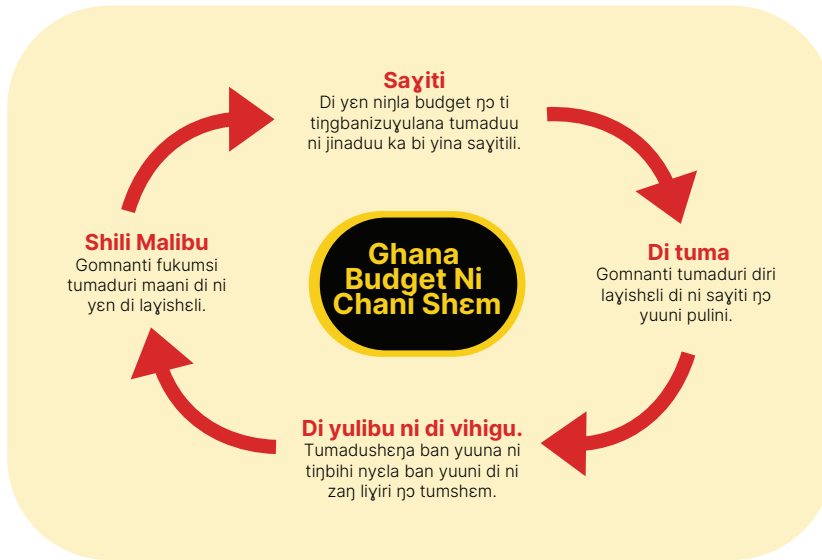 Saɣiti
Di yɛn niŋla budget ŋɔ ti
tiŋgbanizuɣulana tumaduu
ni jinaduu ka bi yina saɣitili.
Di tuma
Gomnanti tumaduri diri
laɣishɛli di ni saɣiti ŋɔ
yuuni pulini.
Di yulibu ni di vihigu.
Tumadushɛŋa ban yuuna ni
tiŋbihi nyɛla ban yuuni di ni
zaŋ liɣiri ŋɔ tumshɛm.
Shili Malibu
Gomnanti fukumsi
tumaduri maani di ni
yɛn di laɣishɛli.
Ghana
Budget Ni
Chani Shɛm